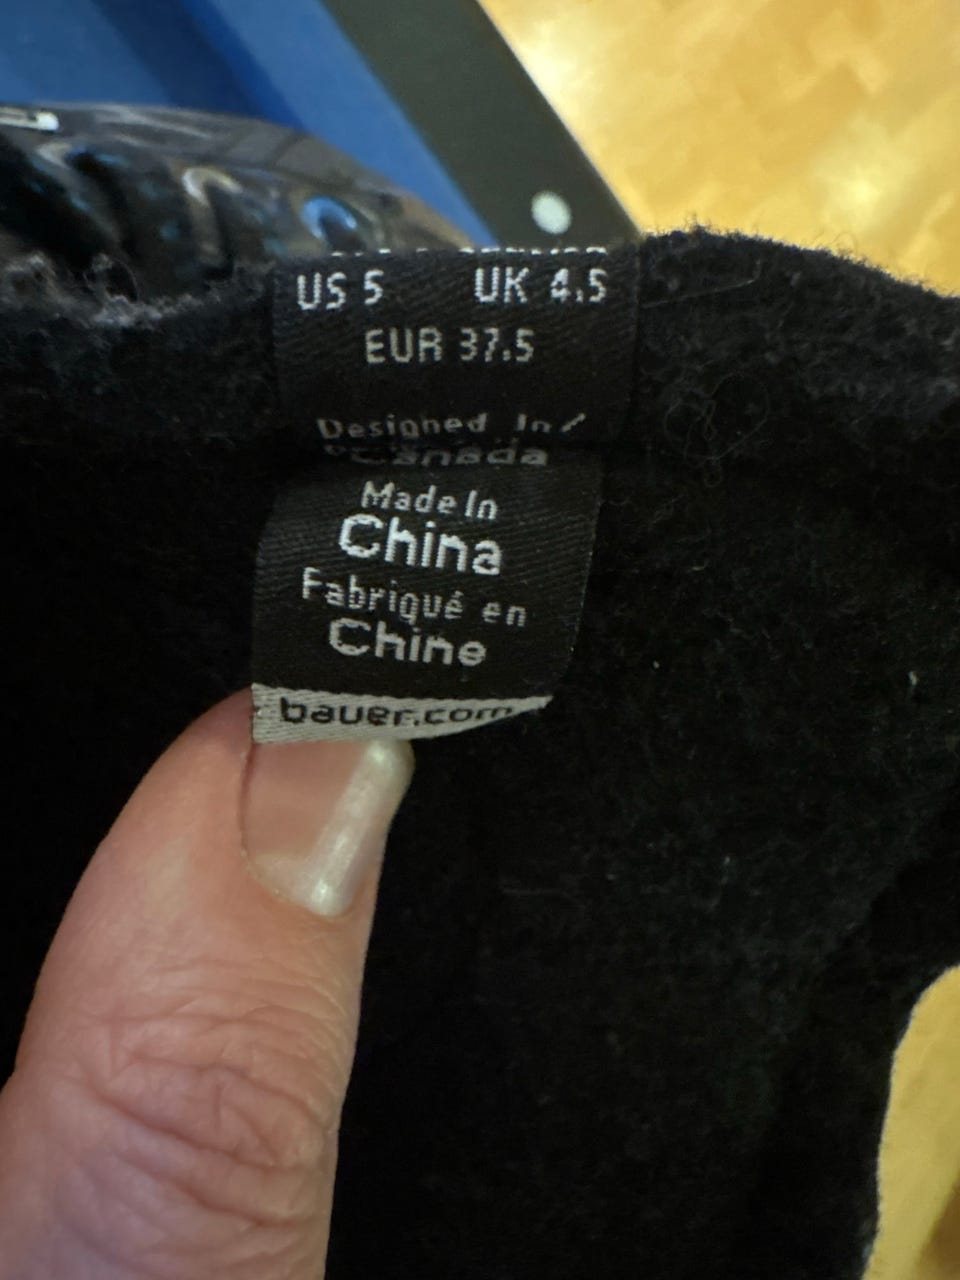 US 5 UK 4.5
EUR 37.5
Designed In/
Canada
Made In
China
Fabriqué en
Chine
bauer.com